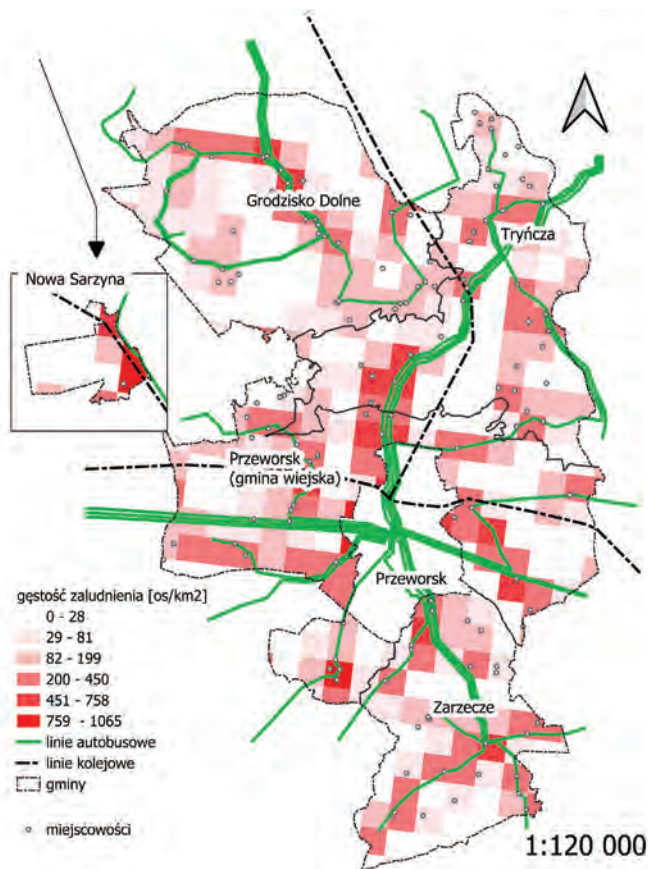 Grodzisko Dolne
Tryńcza
Nowa Sarzyna
Przeworsk
(gmina wiejska)
Przeworsk
Zarzecze
gęstość zaludnienia [os/km2]
0 - 28
29 - 81
82 - 199
200 - 450
451 - 758
759 - 1065
linie autobusowe
linie kolejowe
gminy
miejscowości
1:120 000